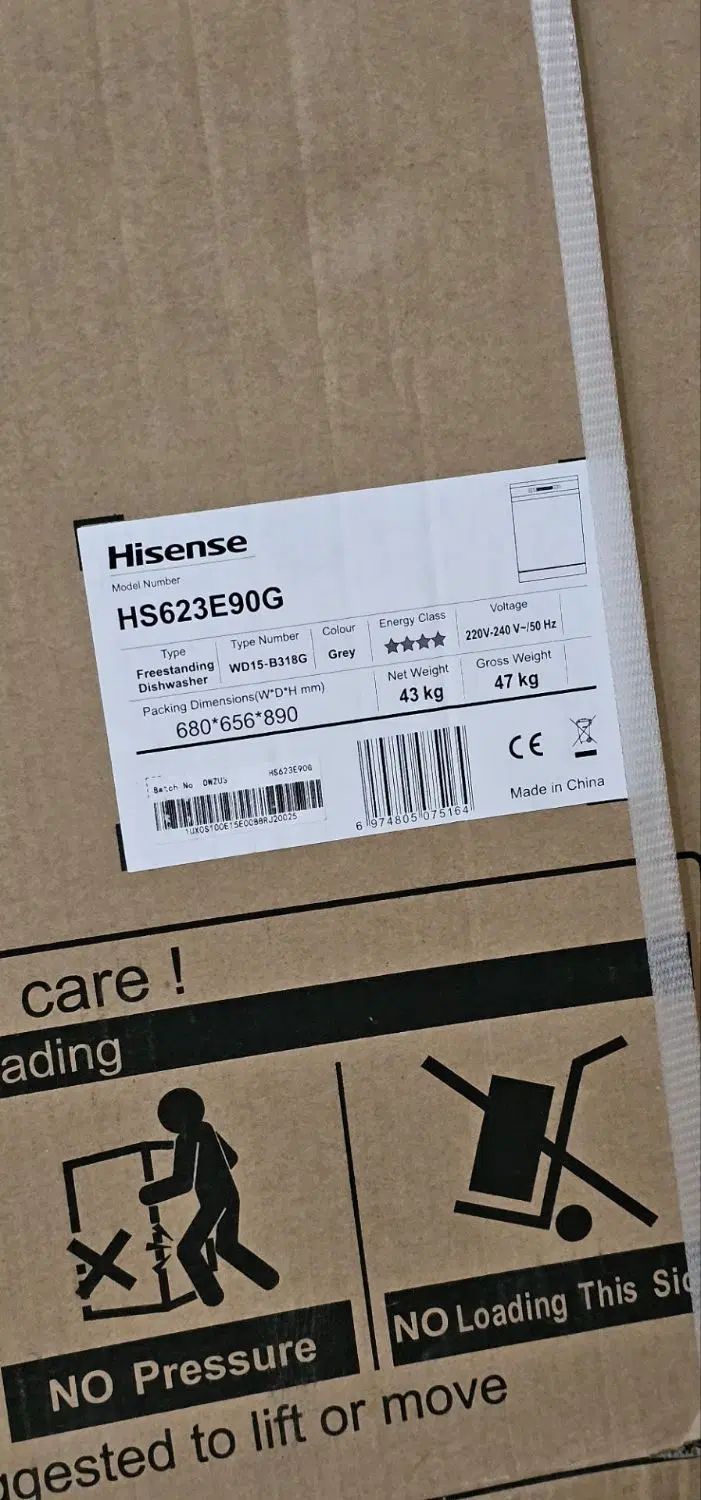 Hisense
Model Number
HS623E90G
Type
Freestanding
Dishwasher
Type Number
WD15-B318G
Colour
Grey
Energy Class
Voltage
220V-240 V~/50 Hz
Packing Dimensions(W*D*H mm)
680*656*890
Net Weight
43 kg
Gross Weight
47 kg
Batch No
HS623E90G
6 974805 075164
CE
Made in China
care !
ading
NO Pressure
NO Loading This Sid
ggested to lift or move